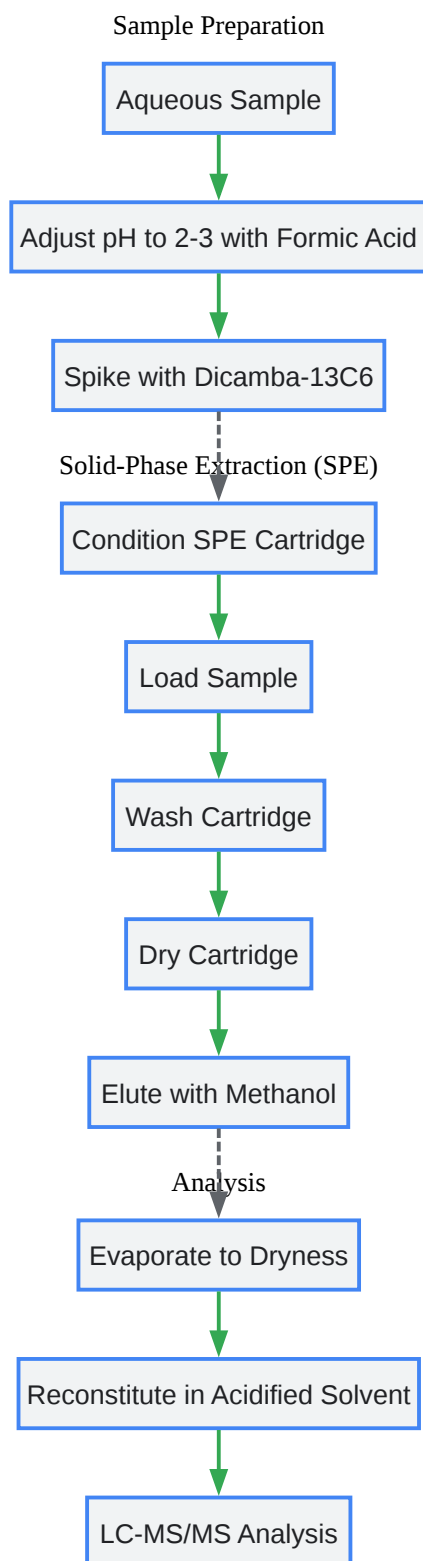 Sample Preparation
Aqueous Sample
Adjust pH to 2-3 with Formic Acid
Spike with Dicamba-13C6
Solid-Phase Extraction (SPE)
Condition SPE Cartridge
Load Sample
Wash Cartridge
Dry Cartridge
Elute with Methanol
Analysis
Evaporate to Dryness
Reconstitute in Acidified Solvent
LC-MS/MS Analysis